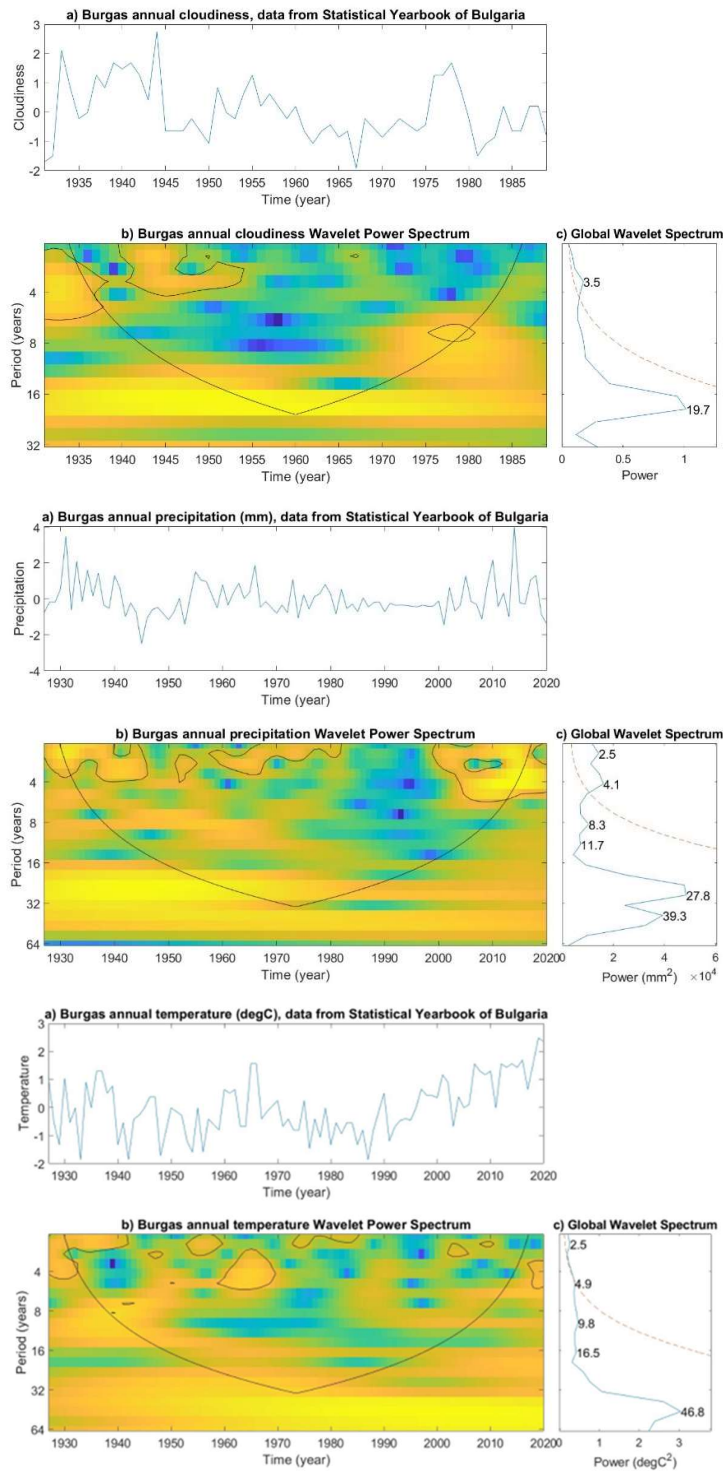 a) Burgas annual cloudiness, data from Statistical Yearbook of Bulgaria
3
2
1
0
-1
-2
Cloudiness
1935 1940 1945 1950 1955 1960 1965 1970 1975 1980 1985
Time (year)
b) Burgas annual cloudiness Wavelet Power Spectrum
4
8
16
32
Period (years)
1935 1940 1945 1950 1955 1960 1965 1970 1975 1980 1985
Time (year)
c) Global Wavelet Spectrum
3.5
19.7
0 0.5 1
Power
a) Burgas annual precipitation (mm), data from Statistical Yearbook of Bulgaria
4
2
0
-2
-4
Precipitation
1930 1940 1950 1960 1970 1980 1990 2000 2010 2020
Time (year)
b) Burgas annual precipitation Wavelet Power Spectrum
4
8
16
32
64
Period (years)
1930 1940 1950 1960 1970 1980 1990 2000 2010 2020
Time (year)
c) Global Wavelet Spectrum
2.5
4.1
8.3
11.7
27.8
39.3
0 2 4 6
Power (mm²) ×10⁴
a) Burgas annual temperature (degC), data from Statistical Yearbook of Bulgaria
3
2
1
0
-1
-2
Temperature
1930 1940 1950 1960 1970 1980 1990 2000 2010 2020
Time (year)
b) Burgas annual temperature Wavelet Power Spectrum
4
8
16
32
64
Period (years)
1930 1940 1950 1960 1970 1980 1990 2000 2010 2020
Time (year)
c) Global Wavelet Spectrum
2.5
4.9
9.8
16.5
46.8
0 1 2 3
Power (degC²)